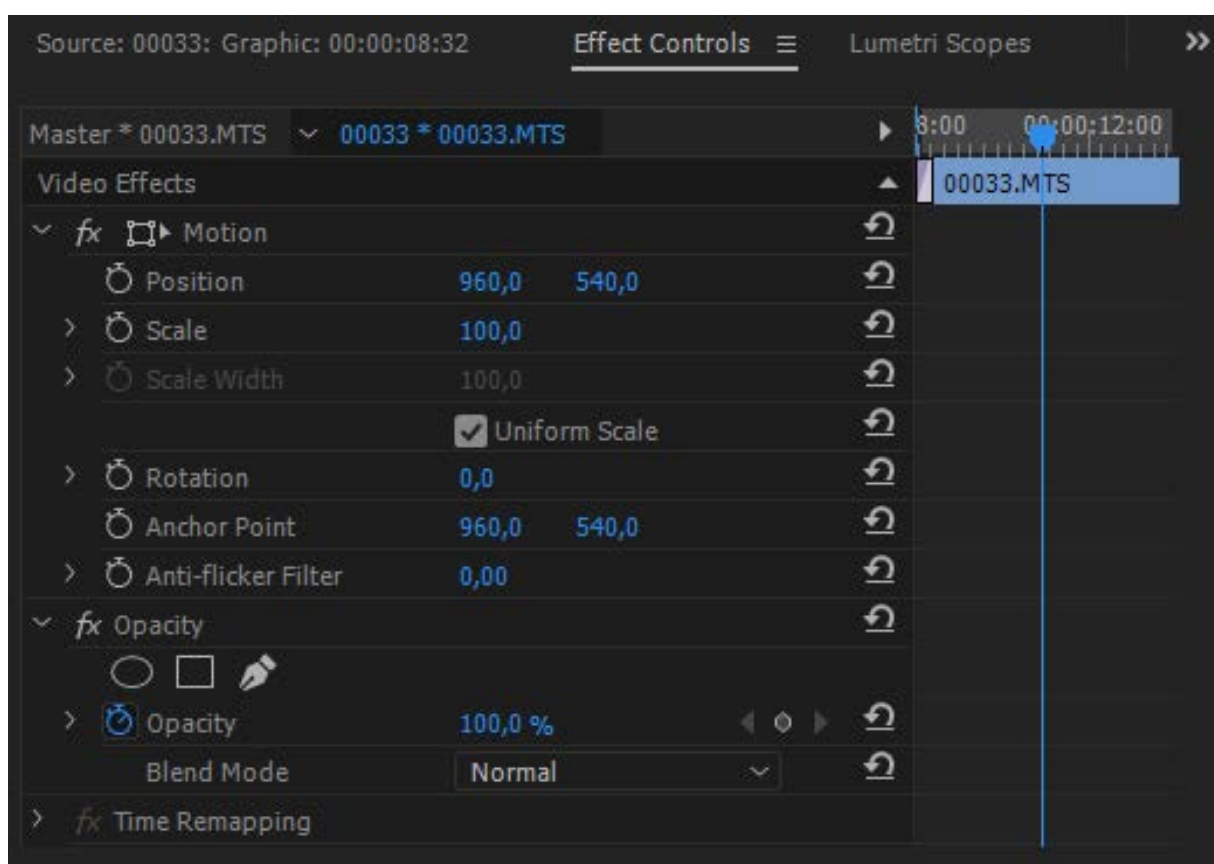 Source: 00033: Graphic: 00:00:08:32 Effect Controls Lumetri Scopes
Master * 00033.MTS 00033 * 00033.MTS 8:00 00:00:12:00
Video Effects 00033.MTS
fx Motion
Position 960,0 540,0
Scale 100,0
Scale Width 100,0
Uniform Scale
Rotation 0,0
Anchor Point 960,0 540,0
Anti-flicker Filter 0,00
fx Opacity
Opacity 100,0 %
Blend Mode Normal
fx Time Remapping